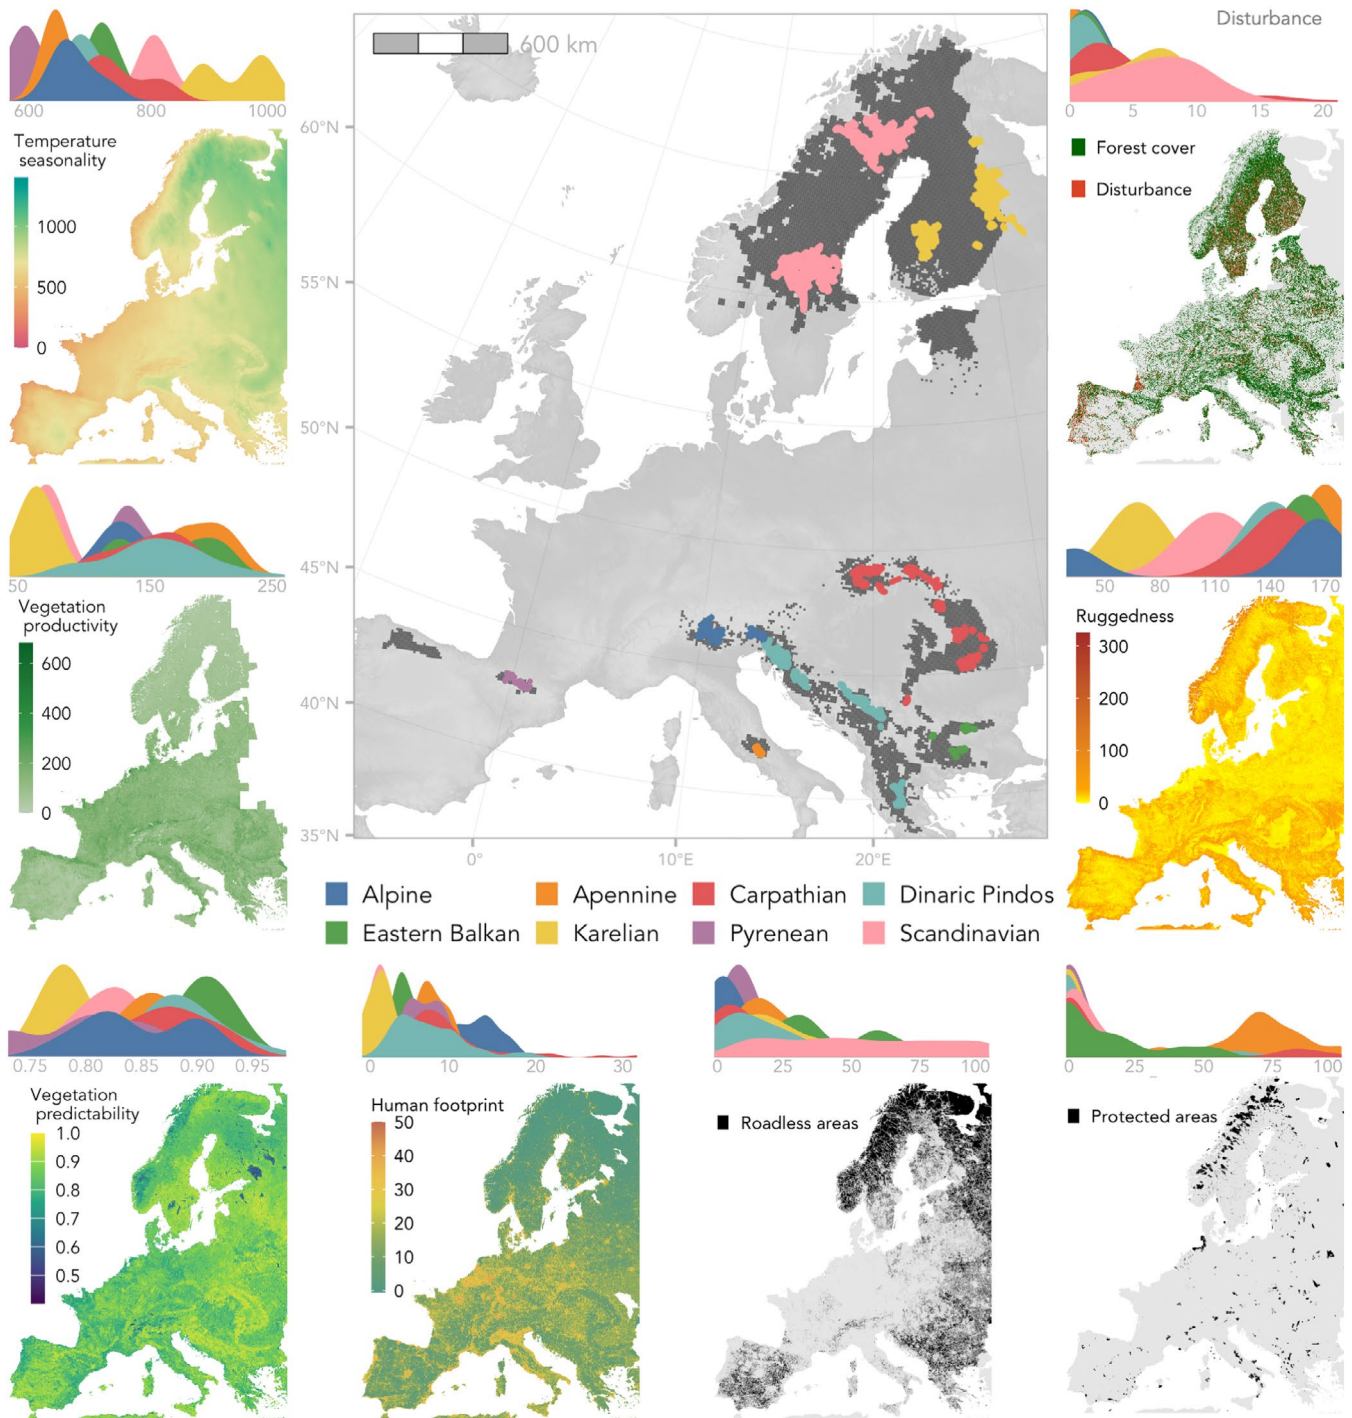 600 800 1000
Temperature
seasonality
1000
500
0
600 km
60°N
55°N
50°N
45°N
40°N
35°N
0° 10°E 20°E
Disturbance
0 5 10 15 20
Forest cover
Disturbance
50 150 250
Vegetation
productivity
600
400
200
0
50 80 110 140 170
Ruggedness
300
200
100
0
Alpine Apennine Carpathian Dinaric Pindos
Eastern Balkan Karelian Pyrenean Scandinavian
0.75 0.80 0.85 0.90 0.95
Vegetation
predictability
1.0
0.9
0.8
0.7
0.6
0.5
0 10 20 30
Human footprint
50
40
30
20
10
0
0 25 50 75 100
Roadless areas
0 25 50 75 100
Protected areas